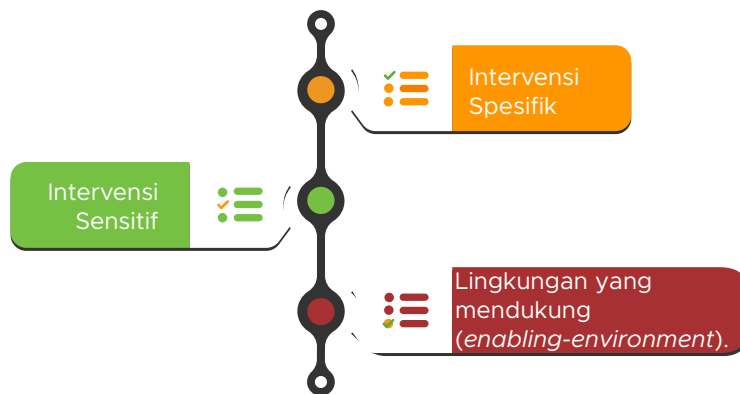 Intervensi
Spesifik
Intervensi
Sensitif
Lingkungan yang
mendukung
(enabling-environment).